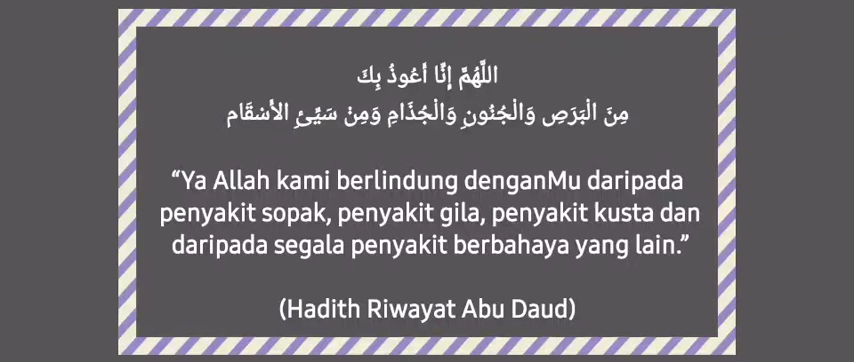 اللَّهُمَّ إِنَّا أَعُوذُ بِكَ
مِنَ الْبَرَصِ وَالْجُنُونِ وَالْجُذَامِ وَمِنْ سَيِّئِ الأَسْقَام
“Ya Allah kami berlindung denganMu daripada
penyakit sopak, penyakit gila, penyakit kusta dan
daripada segala penyakit berbahaya yang lain.”
(Hadith Riwayat Abu Daud)